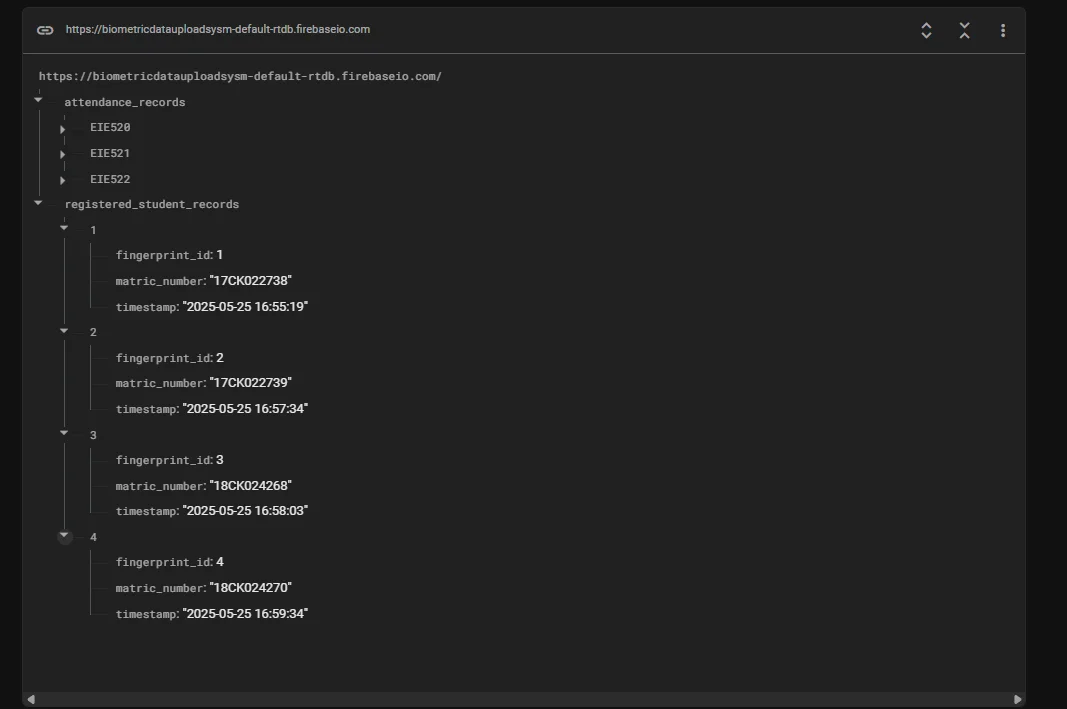 https://biometricdatauploadsysm-default-rtdb.firebaseio.com
https://biometricdatauploadsysm-default-rtdb.firebaseio.com/
attendance_records
EIE520
EIE521
EIE522
registered_student_records
1
fingerprint_id: 1
matric_number: "17CK022738"
timestamp: "2025-05-25 16:55:19"
2
fingerprint_id: 2
matric_number: "17CK022739"
timestamp: "2025-05-25 16:57:34"
3
fingerprint_id: 3
matric_number: "18CK024268"
timestamp: "2025-05-25 16:58:03"
4
fingerprint_id: 4
matric_number: "18CK024270"
timestamp: "2025-05-25 16:59:34"